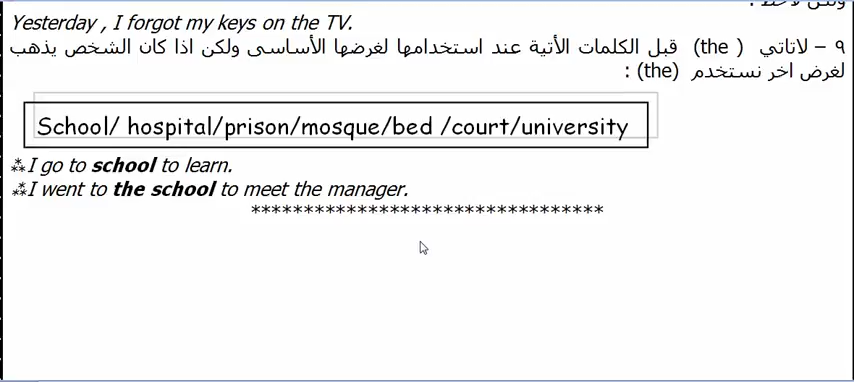 ولكن لاحظ :
Yesterday , I forgot my keys on the TV.
٩ – لاتاتي ( the) قبل الكلمات الأتية عند استخدامها لغرضها الأساسى ولكن اذا كان الشخص يذهب
لغرض اخر نستخدم (the) :
School/ hospital/prison/mosque/bed /court/university
⁂I go to school to learn.
⁂I went to the school to meet the manager.
**********************************